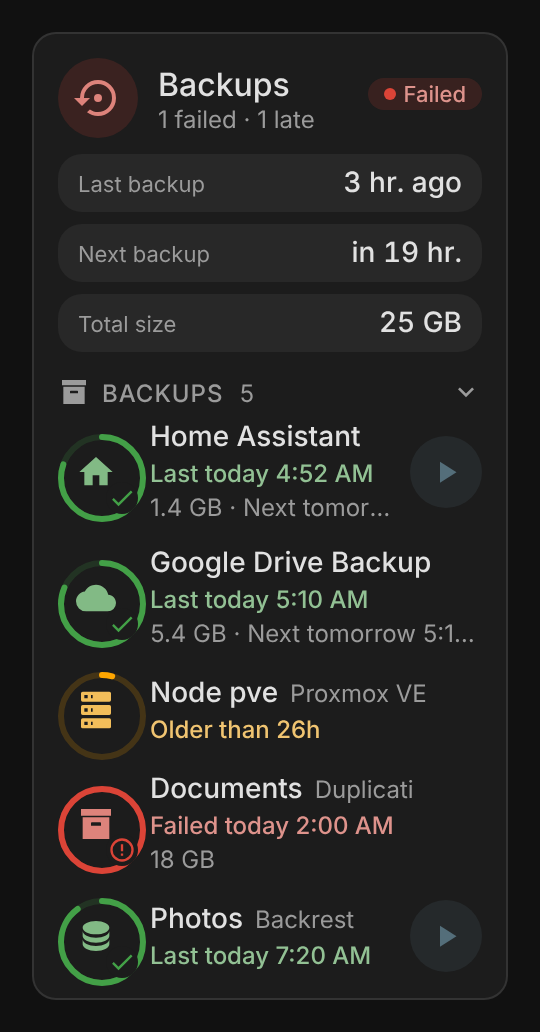 Backups
1 failed · 1 late
Failed
Last backup
3 hr. ago
Next backup
in 19 hr.
Total size
25 GB
BACKUPS 5
Home Assistant
Last today 4:52 AM
1.4 GB · Next tomor...
Google Drive Backup
Last today 5:10 AM
5.4 GB · Next tomorrow 5:1...
Node pve Proxmox VE
Older than 26h
Documents Duplicati
Failed today 2:00 AM
18 GB
Photos Backrest
Last today 7:20 AM